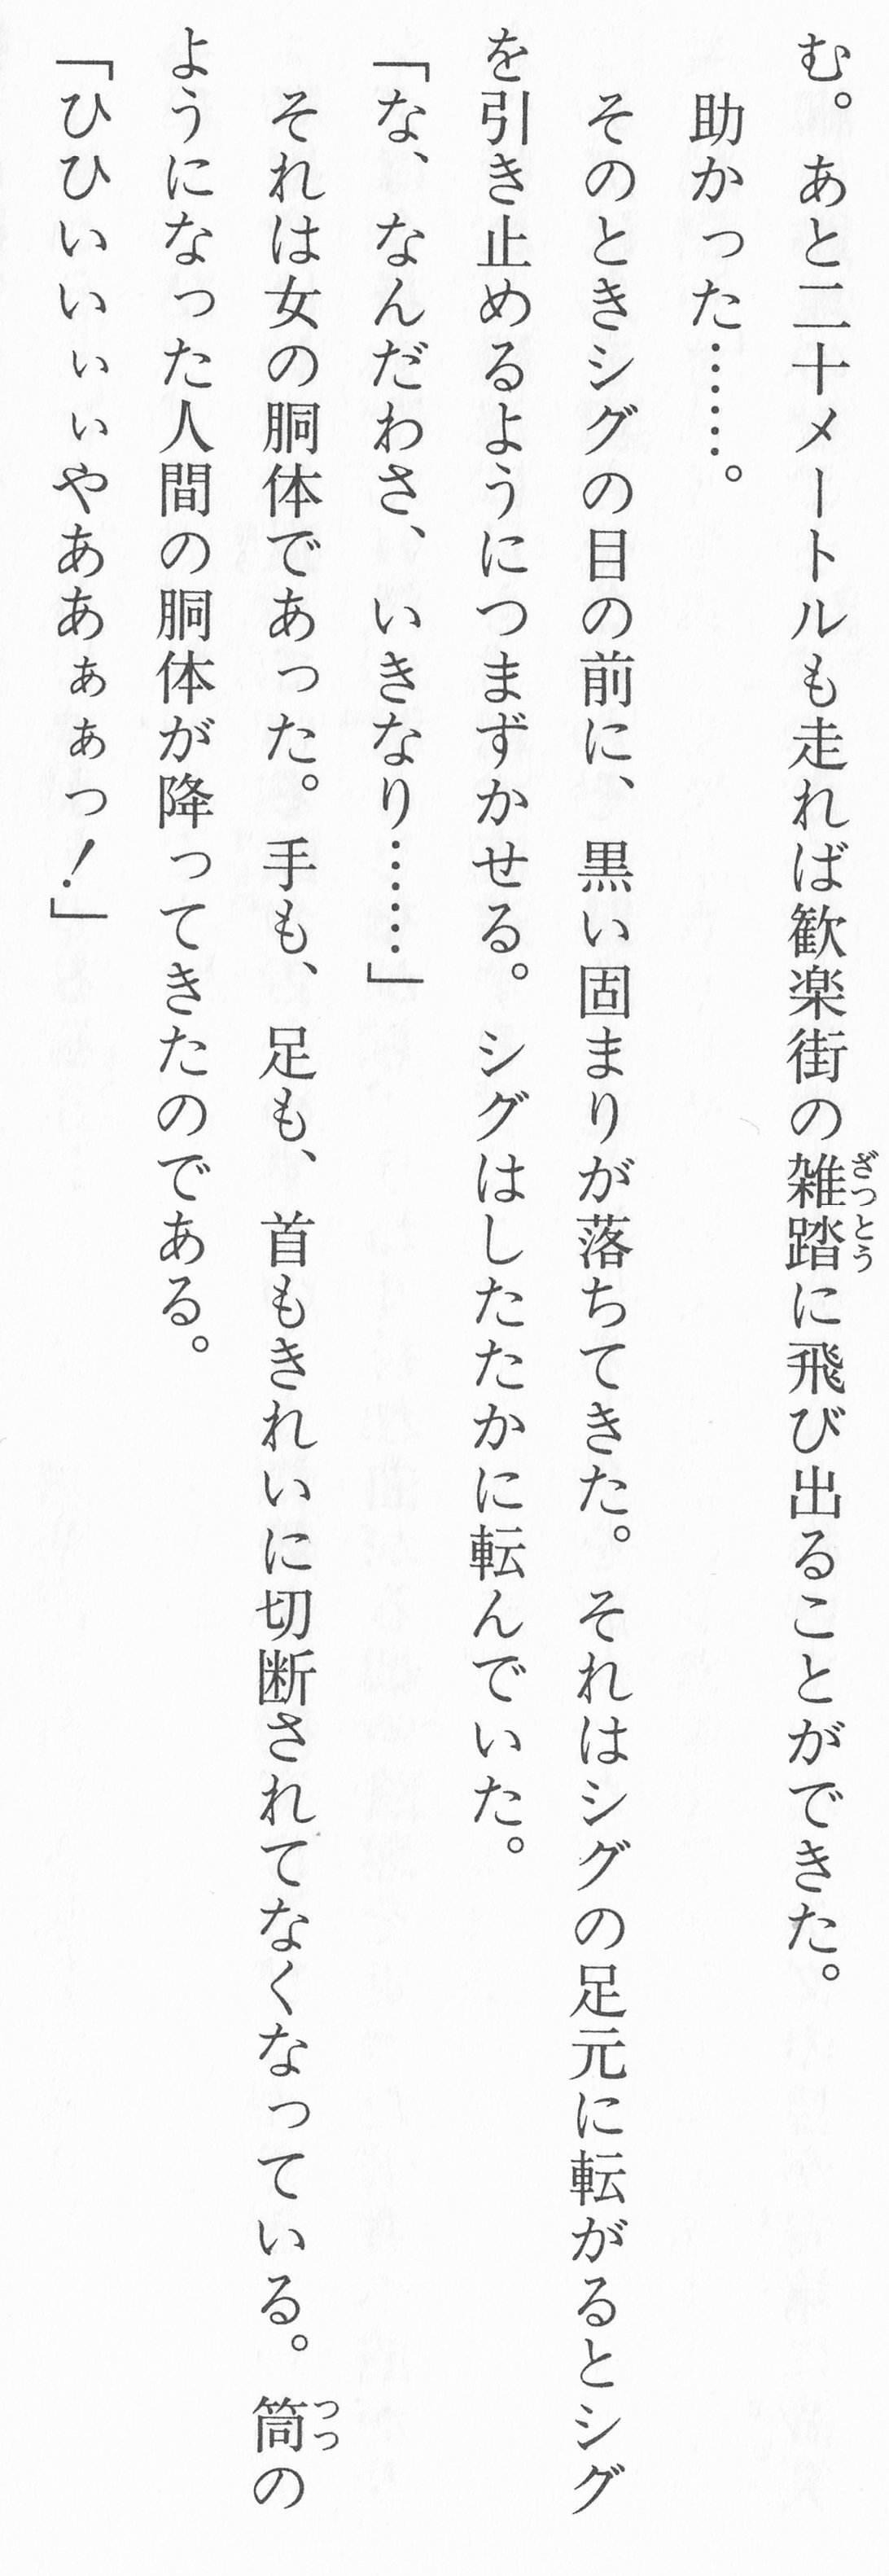 む。あと二十メートルも走れば歓楽街の雑踏に飛び出ることができた。
　助かった……。
　そのときシグの目の前に、黒い固まりが落ちてきた。それはシグの足元に転がるとシグ
を引き止めるようにつまずかせる。シグはしたたかに転んでいた。
「な、なんだわさ、いきなり……」
　それは女の胴体であった。手も、足も、首もきれいに切断されてなくなっている。筒の
ようになった人間の胴体が降ってきたのである。
「ひひいいぃぃやああぁぁっ！」
ざつとう
つつ